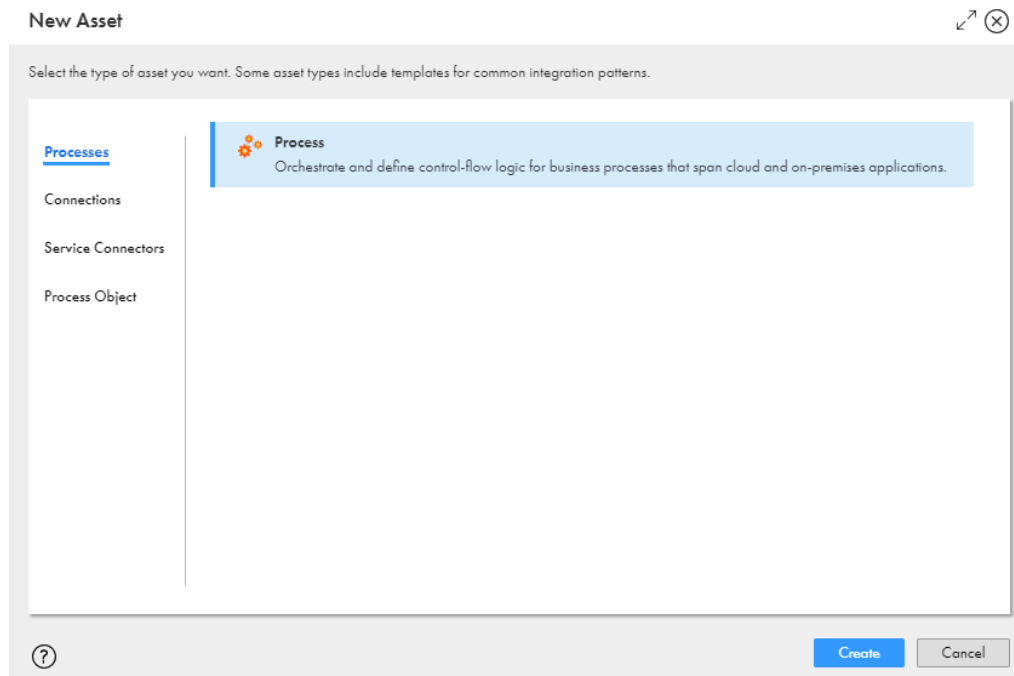 New Asset
Select the type of asset you want. Some asset types include templates for common integration patterns.
Processes
Connections
Service Connectors
Process Object
Process
Orchestrate and define control-flow logic for business processes that span cloud and on-premises applications.
?
Create
Cancel